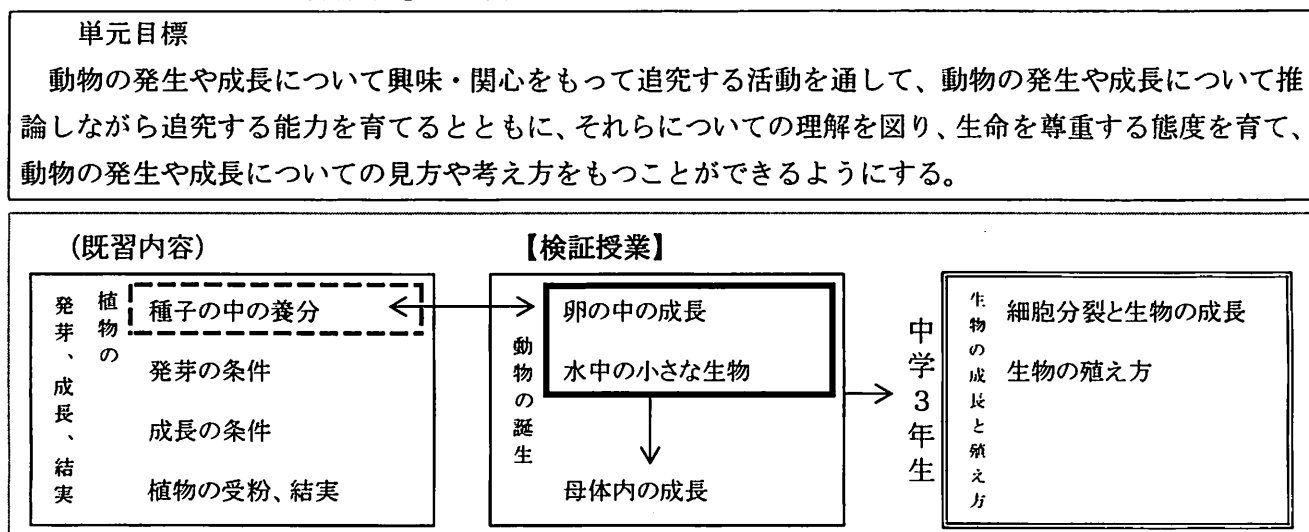 単元目標
動物の発生や成長について興味・関心をもって追究する活動を通して、動物の発生や成長について推
論しながら追究する能力を育てるとともに、それらについての理解を図り、生命を尊重する態度を育て、
動物の発生や成長についての見方や考え方をもつことができるようにする。
(既習内容)
【検証授業】
植物の
発芽、成長、結実
種子の中の養分
発芽の条件
成長の条件
植物の受粉、結実
動物の誕生
卵の中の成長
水中の小さな生物
母体内の成長
中学3年生
生物の成長と殖え方
細胞分裂と生物の成長
生物の殖え方